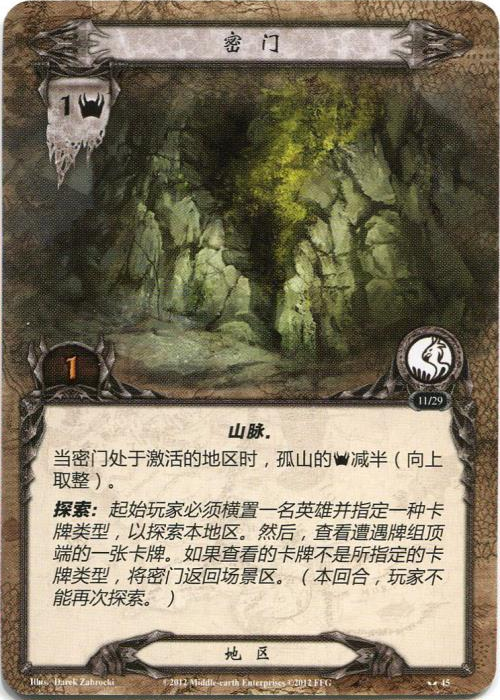 密 门
1
1
11/29
山脉.
当密门处于激活的地区时，孤山的减半（向上
取整）。
探索：起始玩家必须横置一名英雄并指定一种卡
牌类型，以探索本地区。然后，查看遭遇牌组顶
端的一张卡牌。如果查看的卡牌不是所指定的卡
牌类型，将密门返回场景区。（本回合，玩家不
能再次探索。）
地 区
Illus. Darek Zabrocki ©2012 Middle-earth Enterprises ©2012 FFG 45